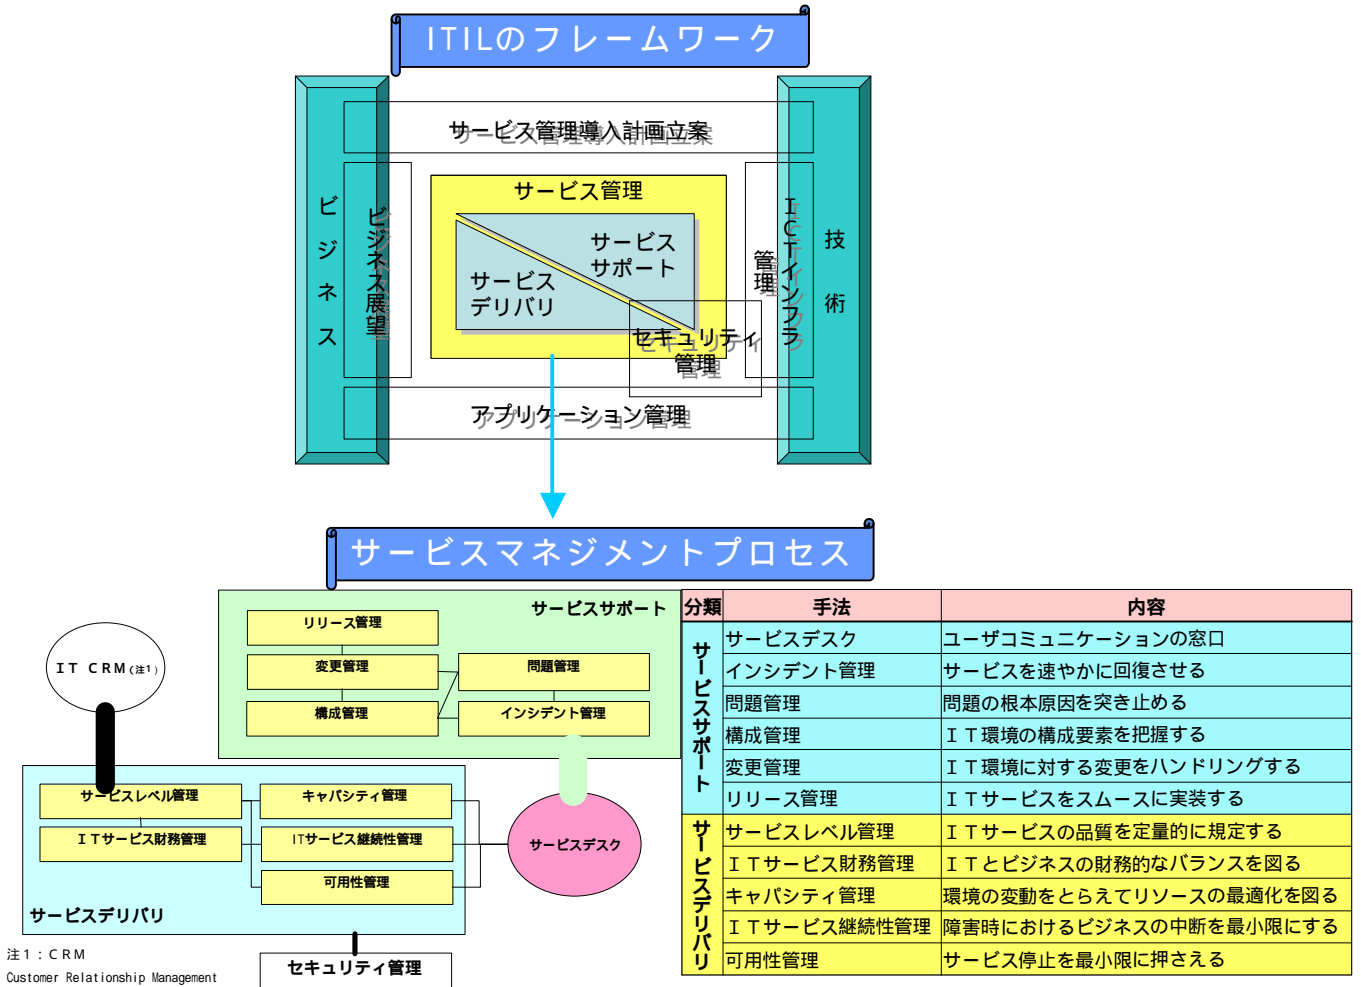 ITILのフレームワーク
サービス管理導入計画立案
ビジネス
ビジネス展望
サービス管理
サービス
サポート
サービス
デリバリ
セキュリティ
管理
ICTインフラ
管理
技術
アプリケーション管理
サービスマネジメントプロセス
サービスサポート
リリース管理
変更管理
問題管理
構成管理
インシデント管理
IT CRM(注1)
サービスレベル管理
キャパシティ管理
ITサービス財務管理
ITサービス継続性管理
可用性管理
サービスデスク
サービスデリバリ
セキュリティ管理
注1:CRM
Customer Relationship Management
分類 手法 内容
サービスサポート
サービスデスク ユーザコミュニケーションの窓口
インシデント管理 サービスを速やかに回復させる
問題管理 問題の根本原因を突き止める
構成管理 IT環境の構成要素を把握する
変更管理 IT環境に対する変更をハンドリングする
リリース管理 ITサービスをスムースに実装する
サービスデリバリ
サービスレベル管理 ITサービスの品質を定量的に規定する
ITサービス財務管理 ITとビジネスの財務的なバランスを図る
キャパシティ管理 環境の変動をとらえてリソースの最適化を図る
ITサービス継続性管理 障害時におけるビジネスの中断を最小限にする
可用性管理 サービス停止を最小限に押さえる